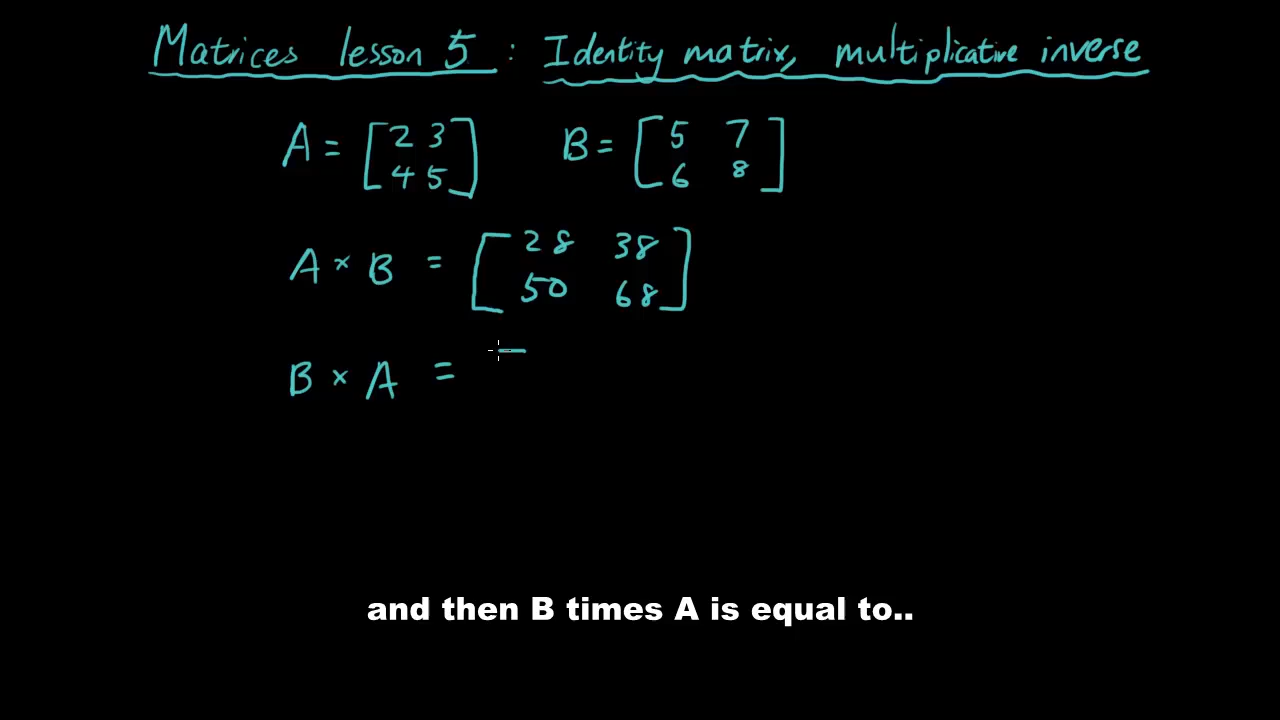 Matrices lesson 5 : Identity matrix, multiplicative inverse
A = [2 3 B = [5 7
4 5] 6 8]
A × B = [28 38
50 68]
B × A =
and then B times A is equal to..